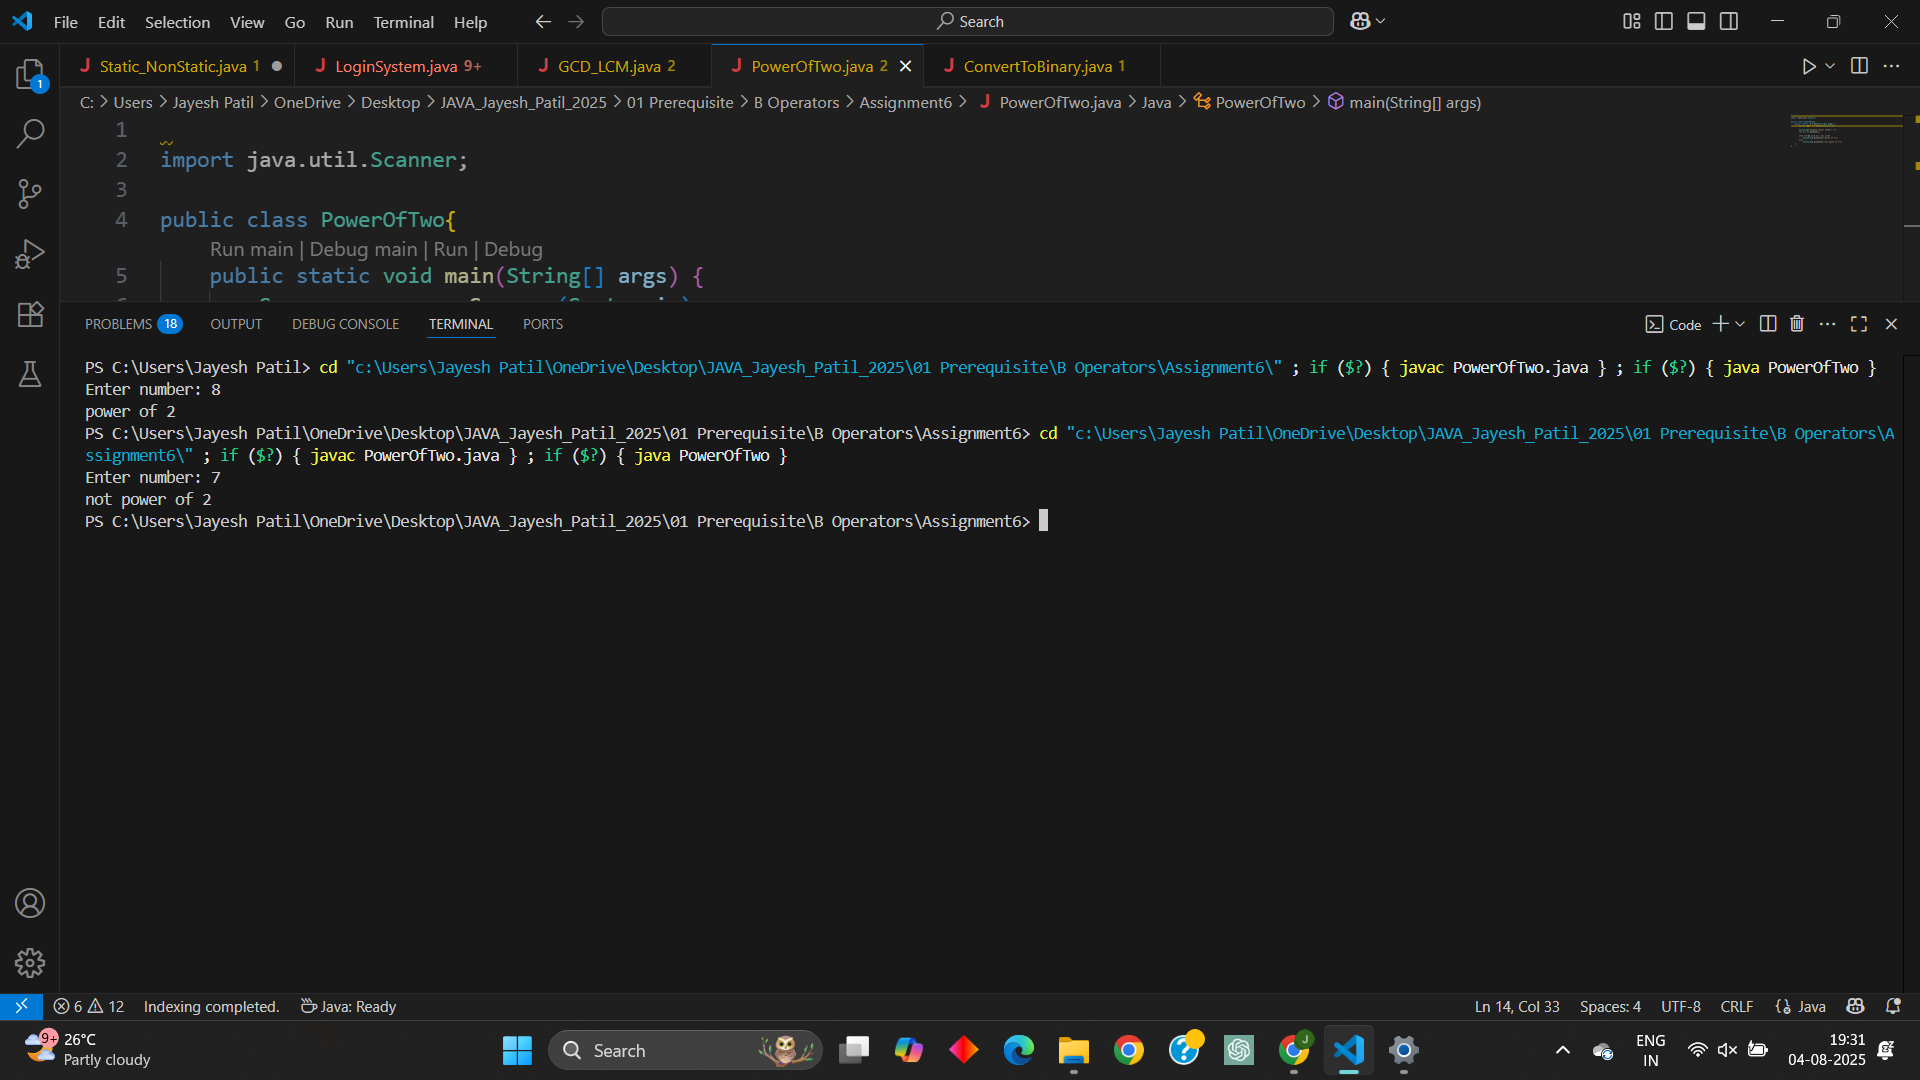 File Edit Selection View Go Run Terminal Help Search
Static_NonStatic.java 1 LoginSystem.java 9+ GCD_LCM.java 2 PowerOfTwo.java 2 ConvertToBinary.java 1
C: > Users > Jayesh Patil > OneDrive > Desktop > JAVA_Jayesh_Patil_2025 > 01 Prerequisite > B Operators > Assignment6 > PowerOfTwo.java > Java > PowerOfTwo > main(String[] args)
1
2 import java.util.Scanner;
3
4 public class PowerOfTwo{
Run main | Debug main | Run | Debug
5 public static void main(String[] args) {
PROBLEMS 18 OUTPUT DEBUG CONSOLE TERMINAL PORTS Code
PS C:\Users\Jayesh Patil> cd "c:\Users\Jayesh Patil\OneDrive\Desktop\JAVA_Jayesh_Patil_2025\01 Prerequisite\B Operators\Assignment6\" ; if ($?) { javac PowerOfTwo.java } ; if ($?) { java PowerOfTwo }
Enter number: 8
power of 2
PS C:\Users\Jayesh Patil\OneDrive\Desktop\JAVA_Jayesh_Patil_2025\01 Prerequisite\B Operators\Assignment6> cd "c:\Users\Jayesh Patil\OneDrive\Desktop\JAVA_Jayesh_Patil_2025\01 Prerequisite\B Operators\A
ssignment6\" ; if ($?) { javac PowerOfTwo.java } ; if ($?) { java PowerOfTwo }
Enter number: 7
not power of 2
PS C:\Users\Jayesh Patil\OneDrive\Desktop\JAVA_Jayesh_Patil_2025\01 Prerequisite\B Operators\Assignment6>
1
6 12 Indexing completed. Java: Ready Ln 14, Col 33 Spaces: 4 UTF-8 CRLF Java
9+ 26°C Search ENG 19:31
Partly cloudy IN 04-08-2025